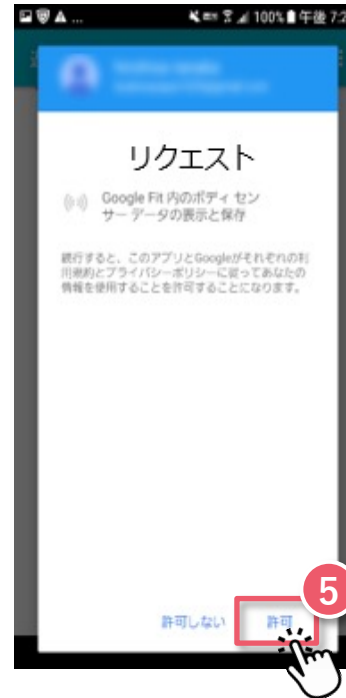 100% 午後 7:2
リクエスト
Google Fit 内のボディ セン
サー データの表示と保存
続行すると、このアプリとGoogleがそれぞれの利
用規約とプライバシーポリシーに従ってあなたの
情報を使用することを許可することになります。
5
許可しない 許可